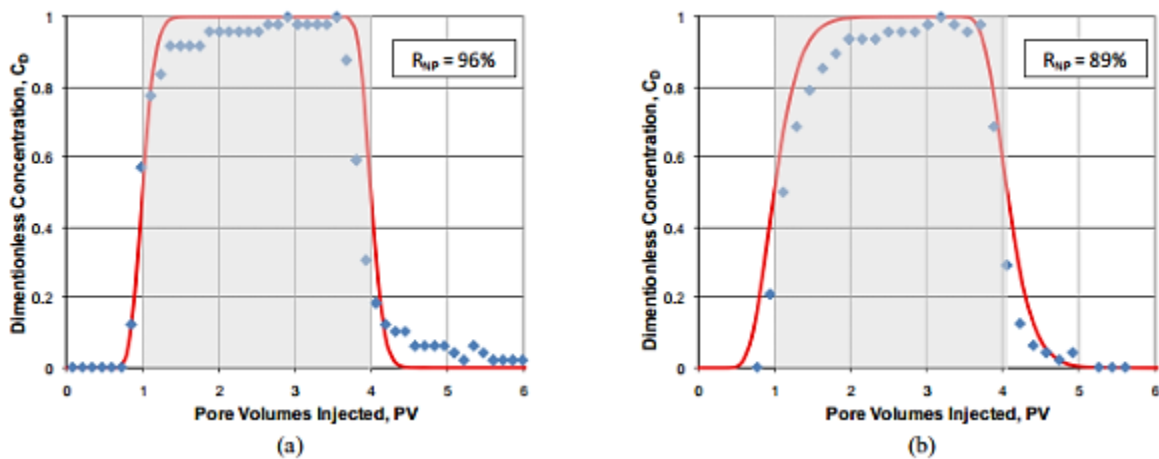 Dimentionless Concentration, CD
1
0.8
0.6
0.4
0.2
0
RNP = 96%
0 1 2 3 4 5 6
Pore Volumes Injected, PV
(a)
Dimentionless Concentration, CD
1
0.8
0.6
0.4
0.2
0
RNP = 89%
0 1 2 3 4 5 6
Pore Volumes Injected, PV
(b)